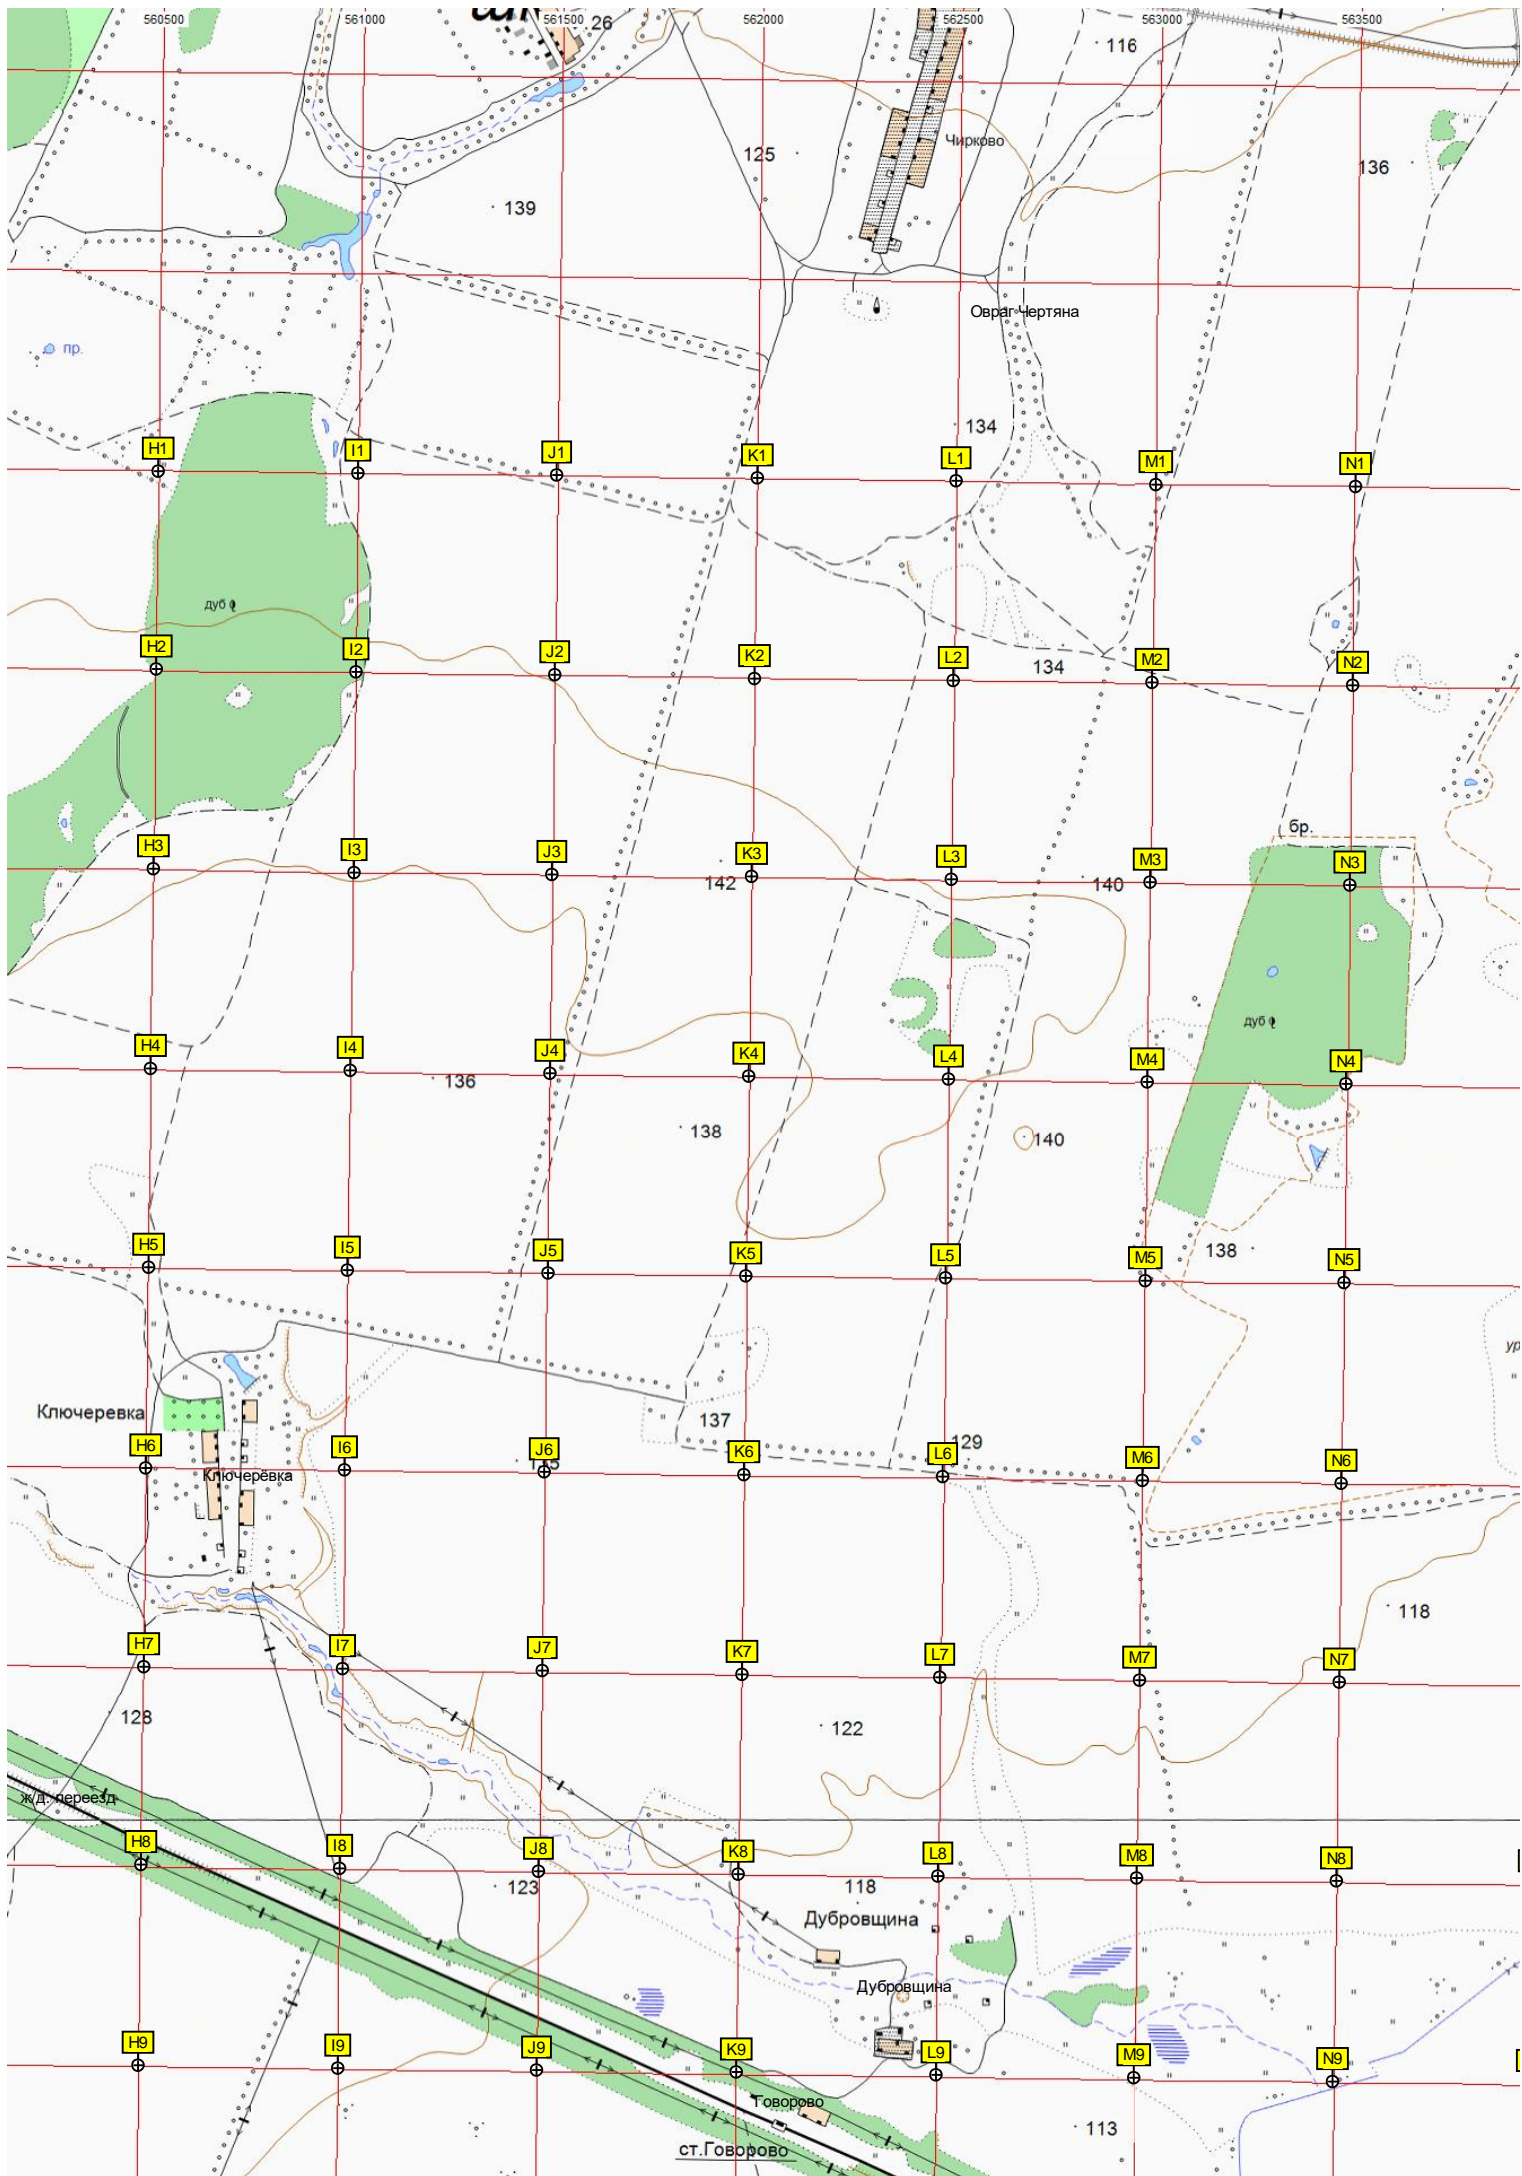 560500 561000 561500 562000 562500 563000 563500
26
116
Чирково
125
136
139
Овраг Чертяна
пр.
134
H1 I1 J1 K1 L1 M1 N1
дуб
H2 I2 J2 K2 L2 M2 N2
134
бр.
H3 I3 J3 K3 L3 M3 N3
142
140
дуб
H4 I4 J4 K4 L4 M4 N4
136
138
140
138
H5 I5 J5 K5 L5 M5 N5
ур
Ключеревка
137
129
H6 I6 J6 K6 L6 M6 N6
Ключерёвка
118
H7 I7 J7 K7 L7 M7 N7
128
122
ж/д. переезд
H8 I8 J8 K8 L8 M8 N8
123
118
Дубровщина
Дубровщина
H9 I9 J9 K9 L9 M9 N9
Говорово
113
ст.Говорово